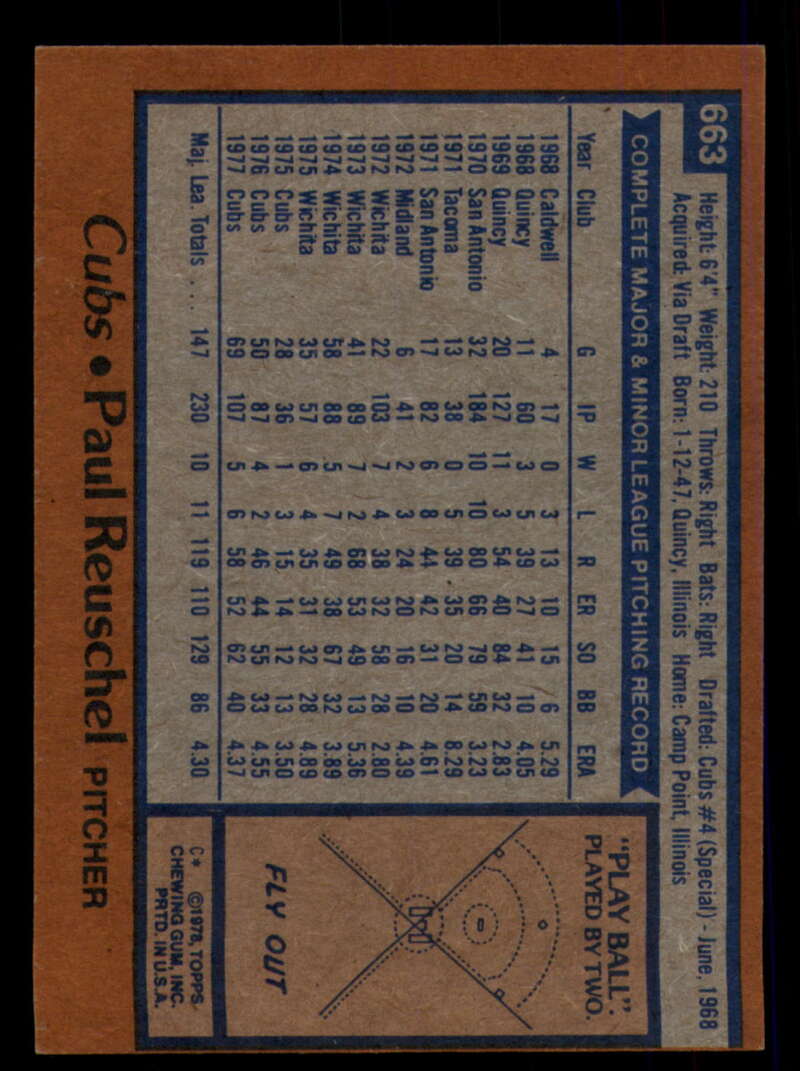 663
Height: 6'4" Weight: 210 Throws: Right Bats: Right Drafted: Cubs #4 (Special) - June, 1968
Acquired: Via Draft Born: 1-12-47, Quincy, Illinois Home: Camp Point, Illinois
COMPLETE MAJOR & MINOR LEAGUE PITCHING RECORD
Year Club G IP W L R ER SO BB ERA
1968 Caldwell 4 17 0 3 13 10 15 6 5.29
1968 Quincy 11 60 3 5 39 27 41 10 4.05
1969 Quincy 20 127 11 3 54 40 84 32 2.83
1970 San Antonio 32 184 10 10 80 66 79 59 3.23
1971 Tacoma 13 38 0 5 39 35 20 14 8.29
1971 San Antonio 17 82 6 8 44 42 31 20 4.61
1972 Midland 6 41 2 3 24 20 16 10 4.39
1972 Wichita 22 103 7 4 38 32 58 28 2.80
1973 Wichita 41 89 7 2 68 53 49 13 5.36
1974 Wichita 58 88 5 7 49 38 67 32 3.89
1975 Wichita 35 57 6 4 35 31 32 28 4.89
1975 Cubs 28 36 1 3 15 14 12 13 3.50
1976 Cubs 50 87 4 2 46 44 55 33 4.55
1977 Cubs 69 107 5 6 58 52 62 40 4.37
Maj. Lea. Totals . . . 147 230 10 11 119 110 129 86 4.30
"PLAY BALL".
PLAYED BY TWO.
FLY OUT
C* ©1978, TOPPS
CHEWING GUM, INC.
PRTD. IN U.S.A.
Cubs • Paul Reuschel PITCHER